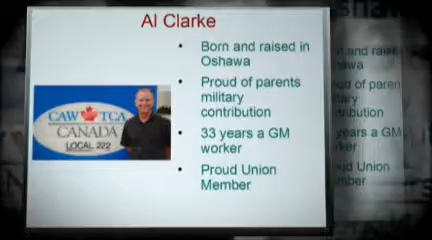 Al Clarke
• Born and raised in
Oshawa
• Proud of parents
military
contribution
• 33 years a GM
worker
• Proud Union
Member
CAW TCA
CANADA
LOCAL 222